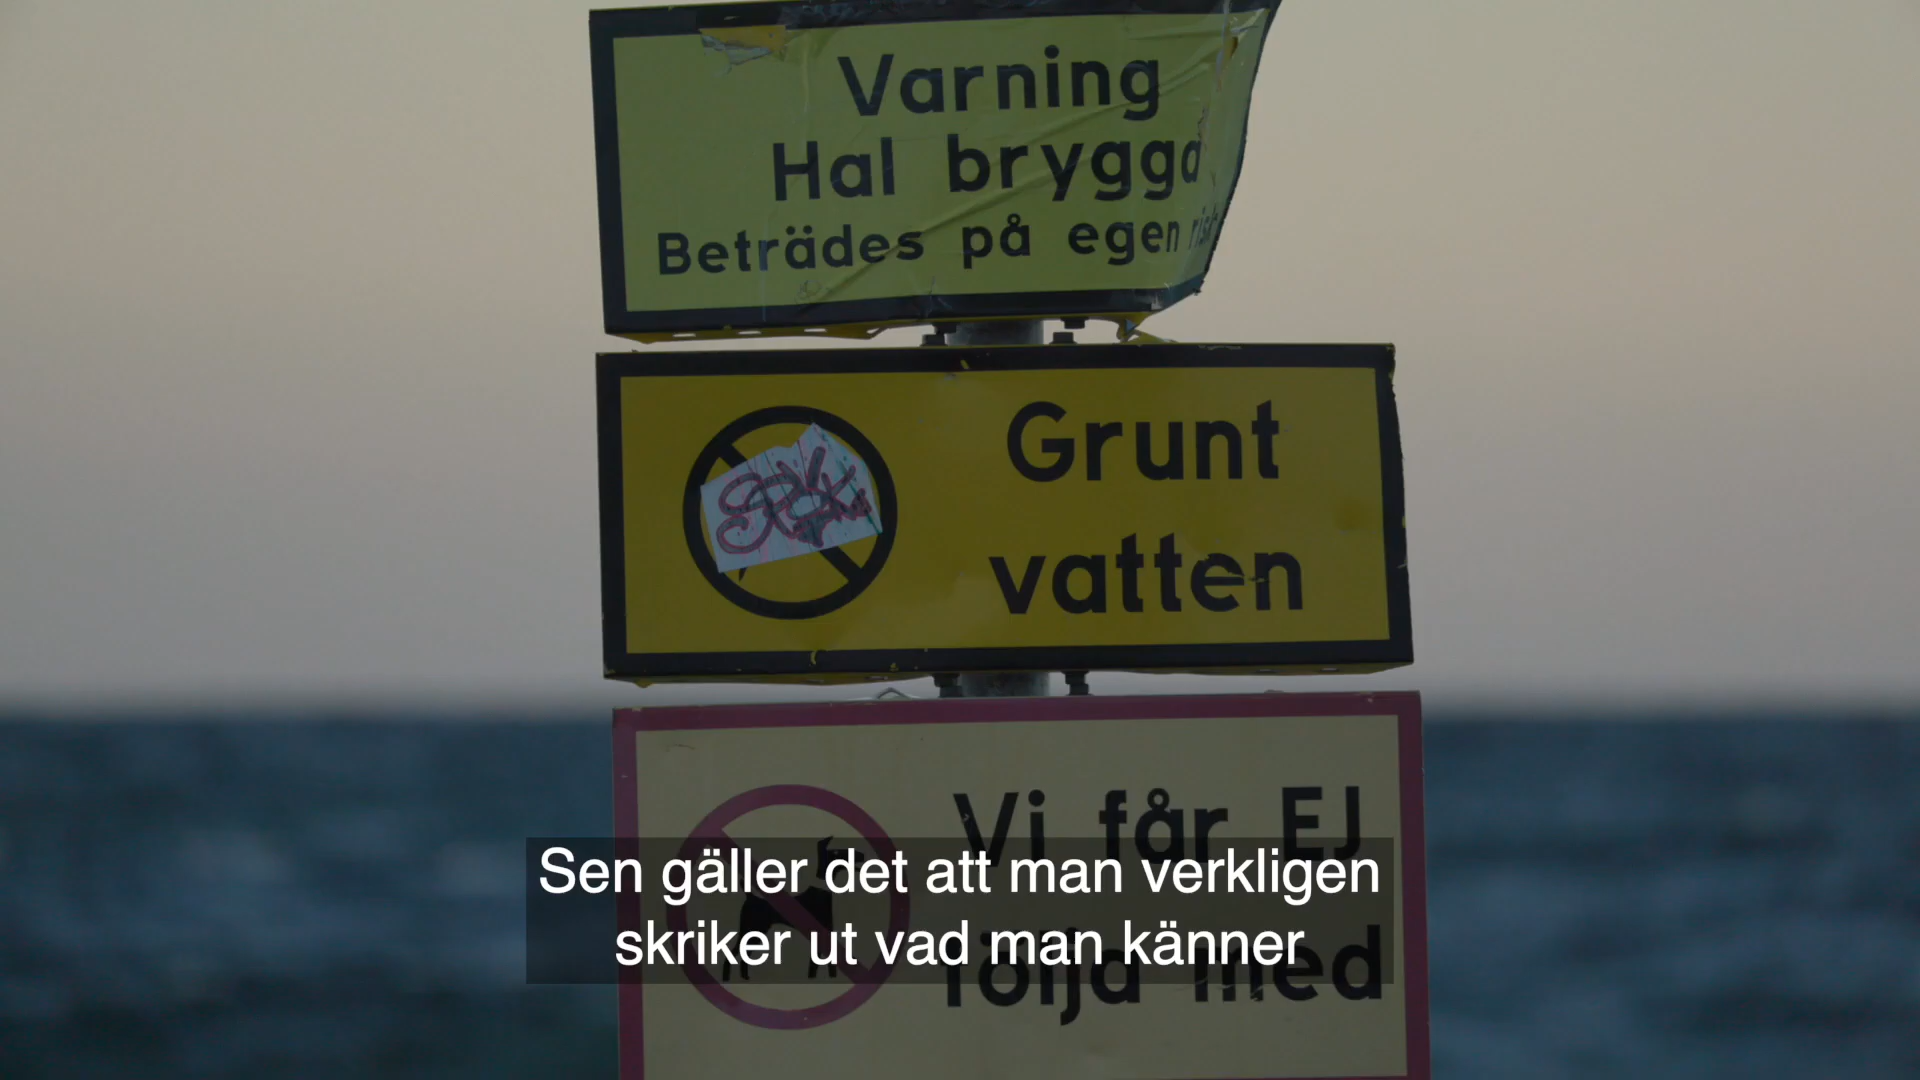 Varning
Hal brygga
Beträdes på egen risk
Grunt
vatten
Vi får EJ
följa med
Sen gäller det att man verkligen
skriker ut vad man känner